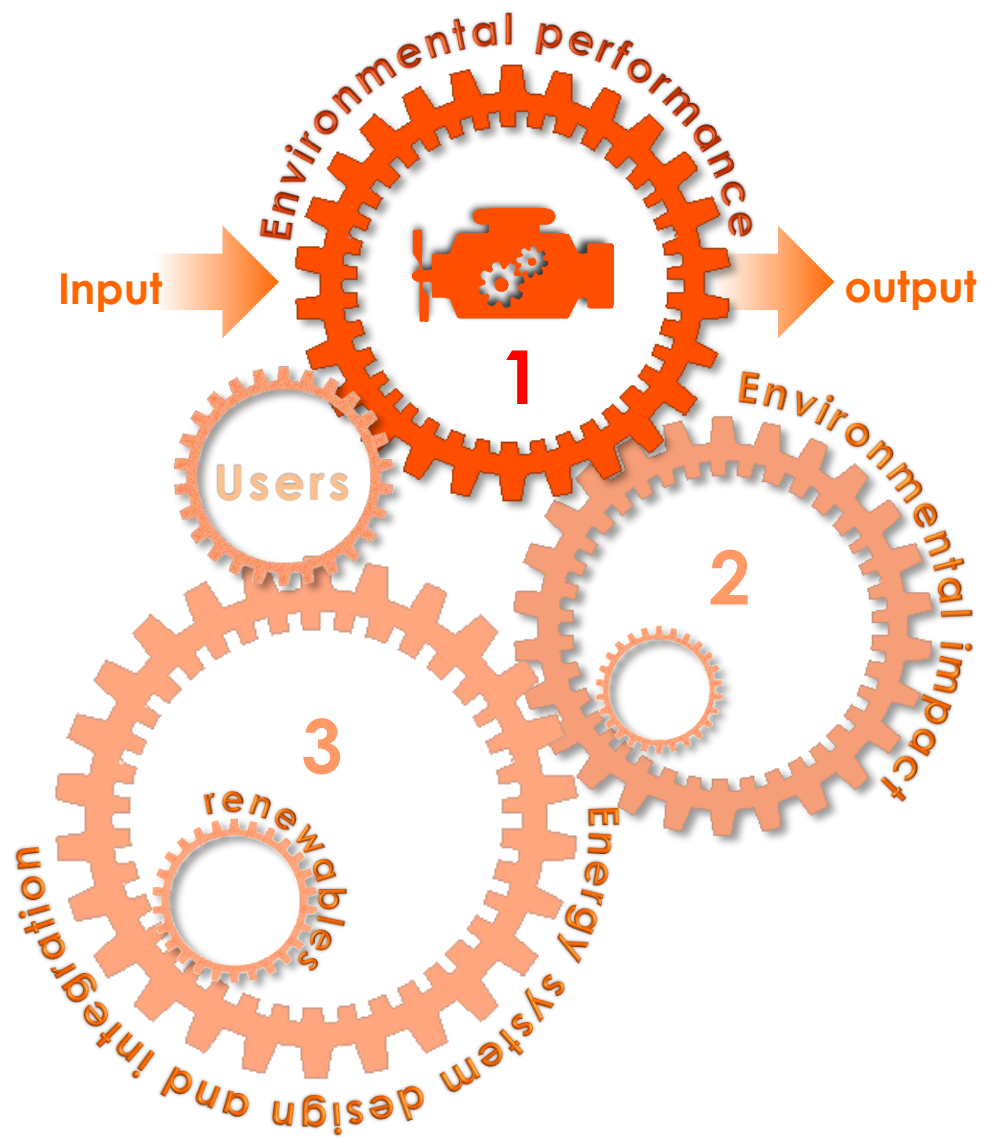 Environmental performance
Input
output
1
Environmental impact
Users
2
3
renewables
Energy system design and integration